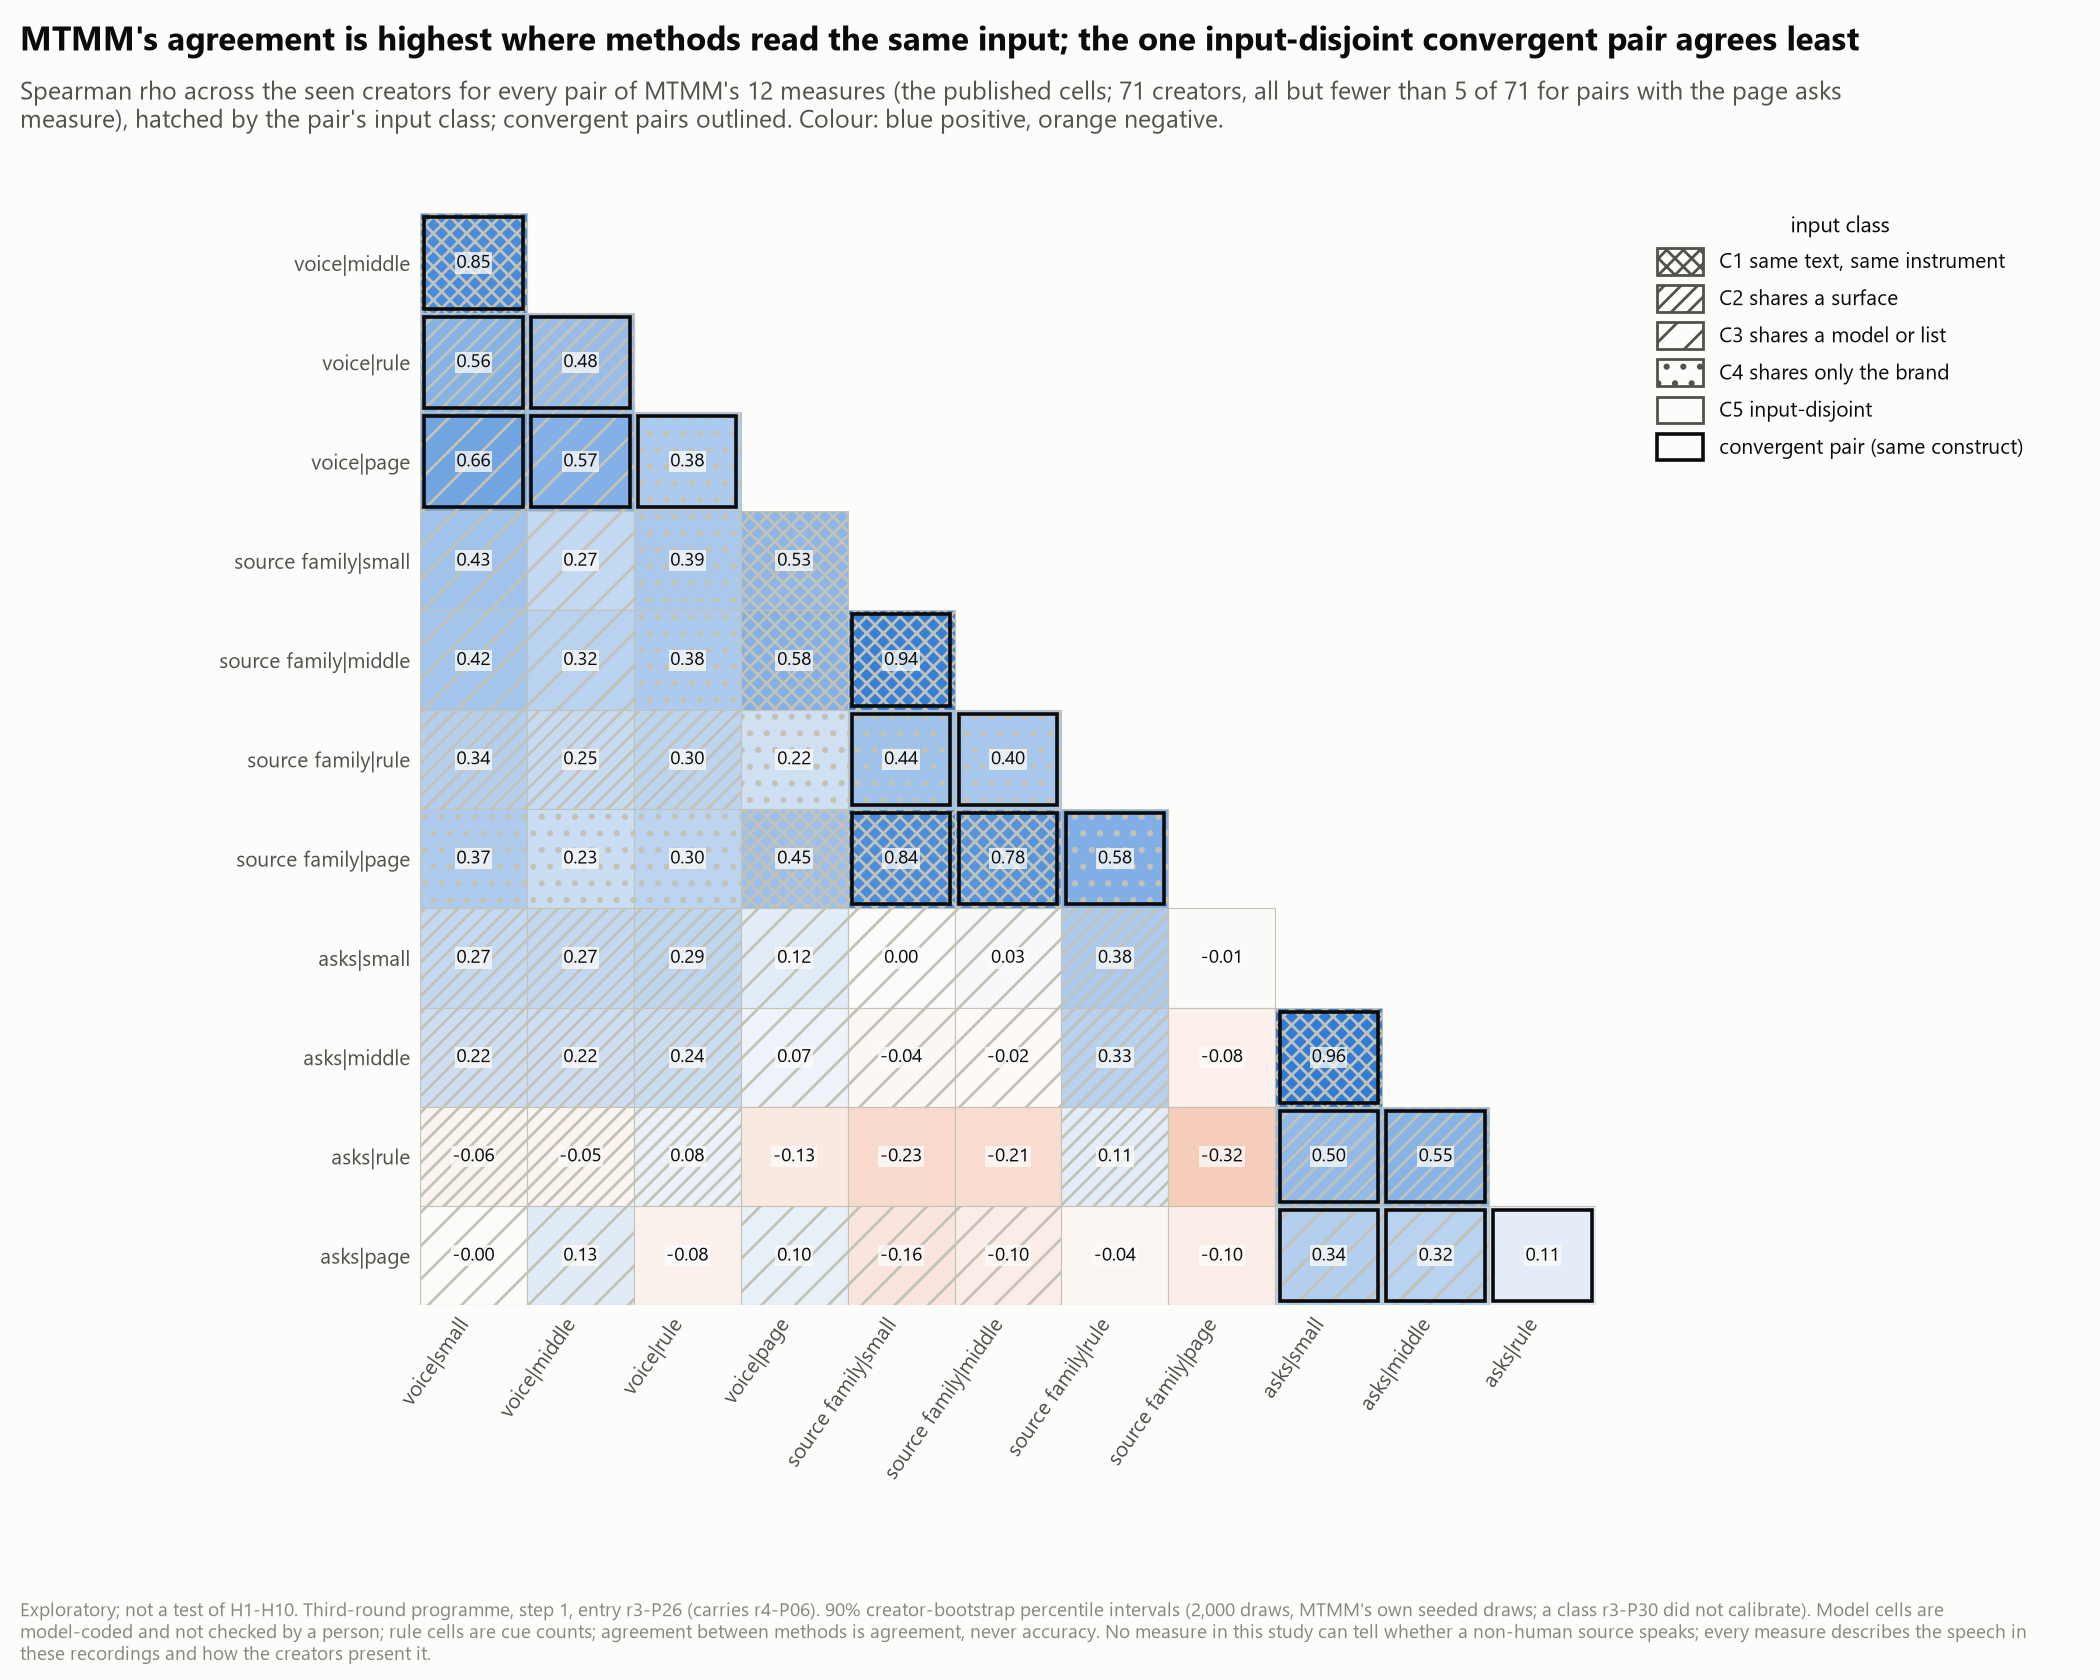 MTMM's agreement is highest where methods read the same input; the one input-disjoint convergent pair agrees least
Spearman rho across the seen creators for every pair of MTMM's 12 measures (the published cells; 71 creators, all but fewer than 5 of 71 for pairs with the page asks
measure), hatched by the pair's input class; convergent pairs outlined. Colour: blue positive, orange negative.
input class
C1 same text, same instrument
C2 shares a surface
C3 shares a model or list
C4 shares only the brand
C5 input-disjoint
convergent pair (same construct)
voice|middle 0.85
voice|rule 0.56 0.48
voice|page 0.66 0.57 0.38
source family|small 0.43 0.27 0.39 0.53
source family|middle 0.42 0.32 0.38 0.58 0.94
source family|rule 0.34 0.25 0.30 0.22 0.44 0.40
source family|page 0.37 0.23 0.30 0.45 0.84 0.78 0.58
asks|small 0.27 0.27 0.29 0.12 0.00 0.03 0.38 -0.01
asks|middle 0.22 0.22 0.24 0.07 -0.04 -0.02 0.33 -0.08 0.96
asks|rule -0.06 -0.05 0.08 -0.13 -0.23 -0.21 0.11 -0.32 0.50 0.55
asks|page -0.00 0.13 -0.08 0.10 -0.16 -0.10 -0.04 -0.10 0.34 0.32 0.11
voice|small
voice|middle
voice|rule
voice|page
source family|small
source family|middle
source family|rule
source family|page
asks|small
asks|middle
asks|rule
Exploratory; not a test of H1-H10. Third-round programme, step 1, entry r3-P26 (carries r4-P06). 90% creator-bootstrap percentile intervals (2,000 draws, MTMM's own seeded draws; a class r3-P30 did not calibrate). Model cells are
model-coded and not checked by a person; rule cells are cue counts; agreement between methods is agreement, never accuracy. No measure in this study can tell whether a non-human source speaks; every measure describes the speech in
these recordings and how the creators present it.